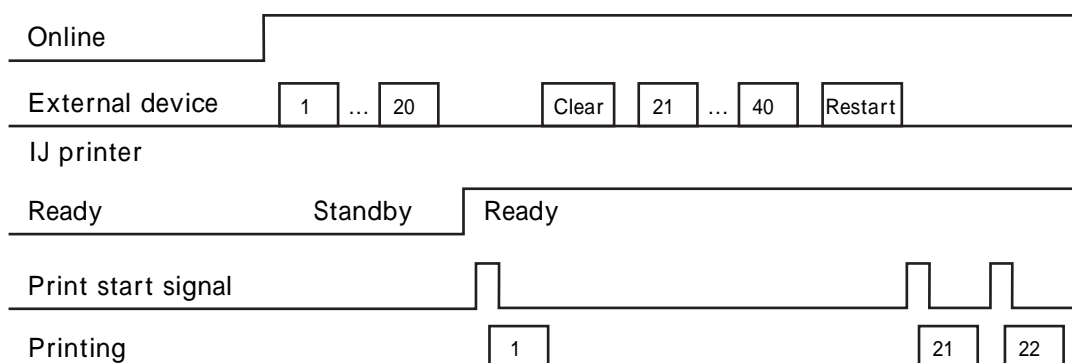 Online
External device 1 ... 20 Clear 21 ... 40 Restart
IJ printer
Ready Standby Ready
Print start signal
Printing 1 21 22